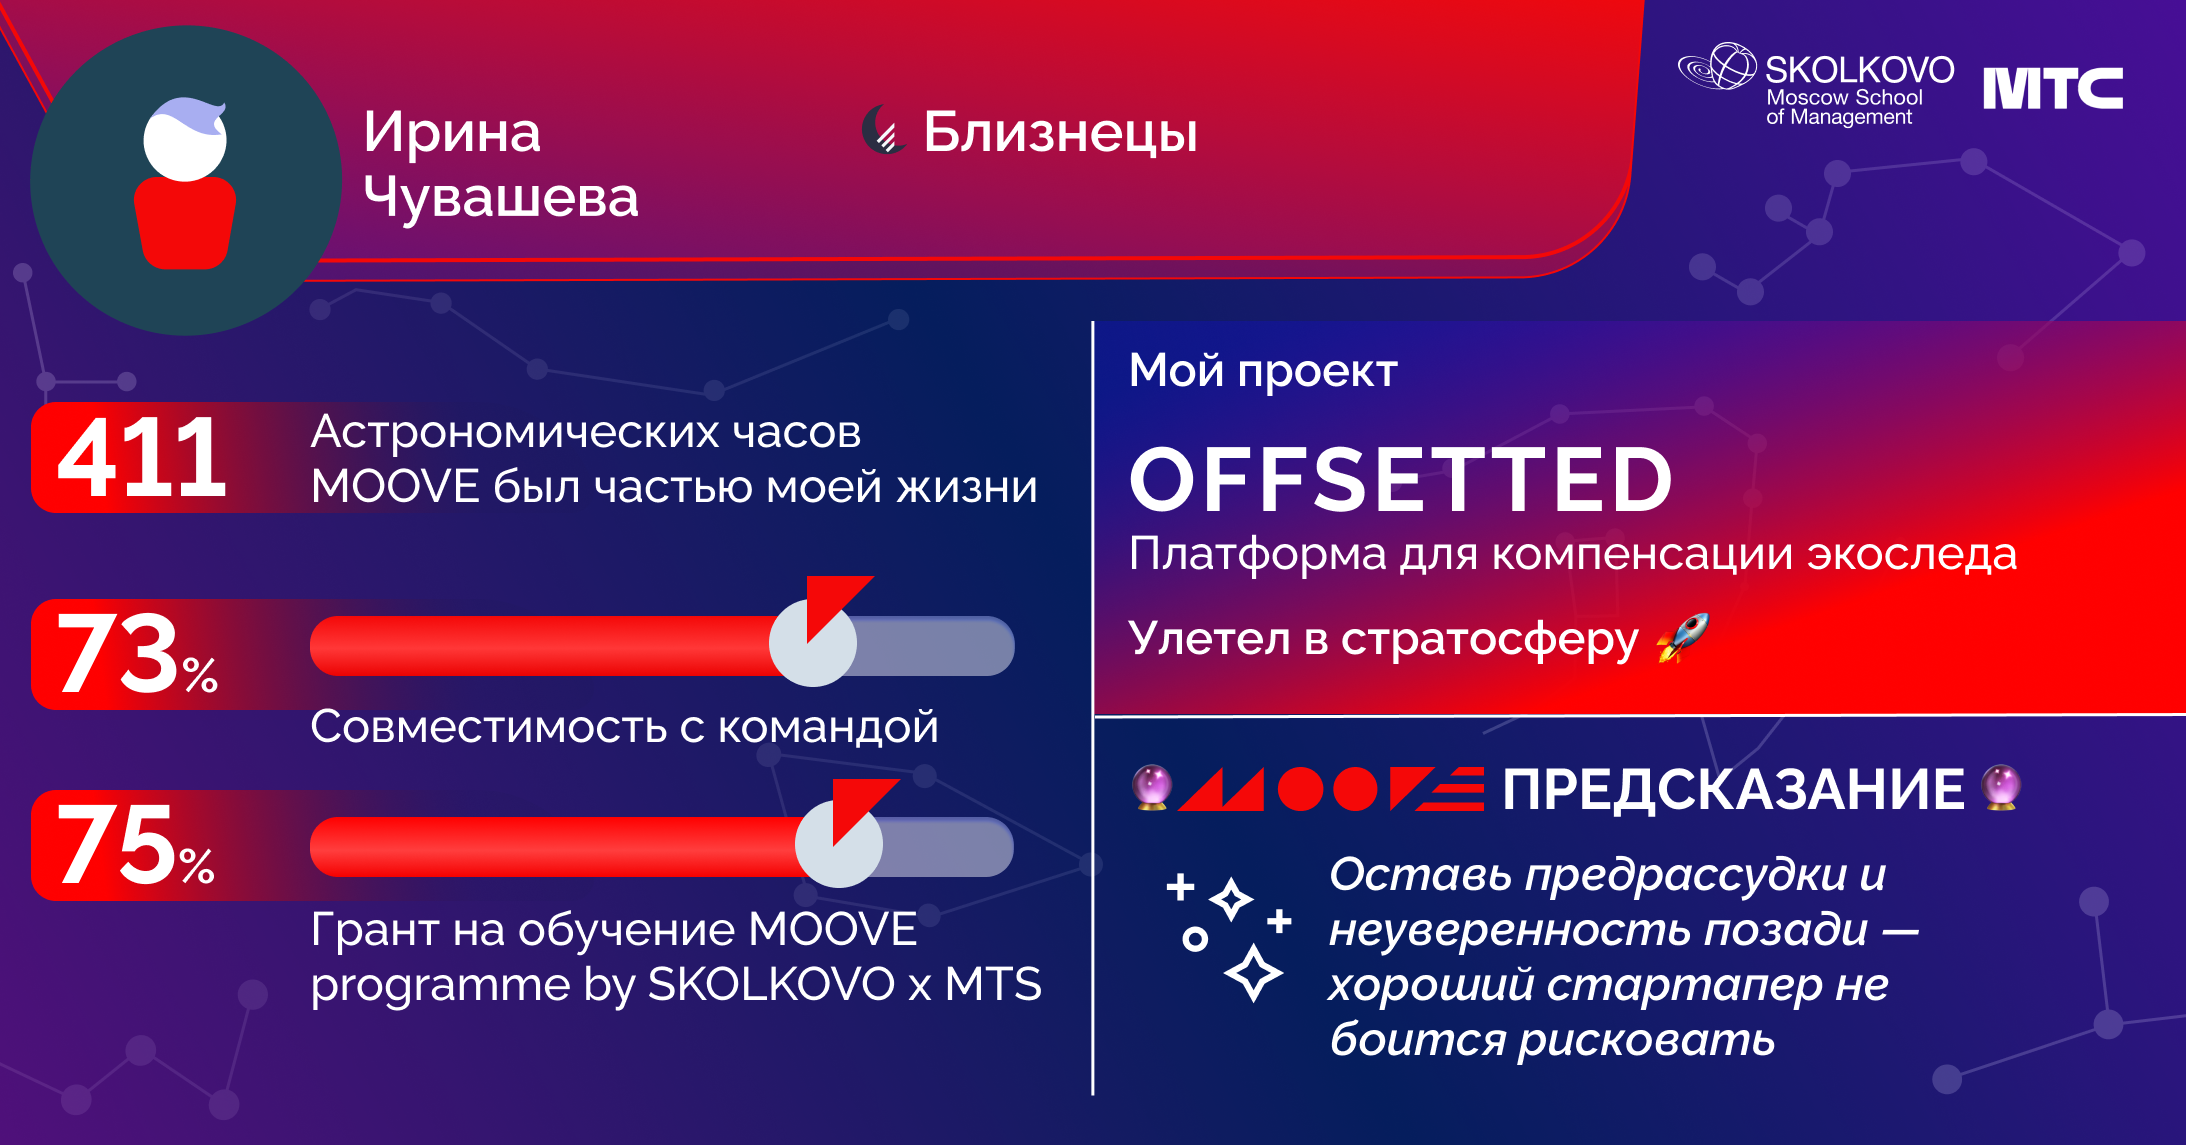 Ирина
Чувашева
Близнецы
SKOLKOVO
Moscow School
of Management
МТС
411
Астрономических часов
MOOVE был частью моей жизни
73%
Совместимость с командой
75%
Грант на обучение MOOVE
programme by SKOLKOVO x MTS
Мой проект
OFFSETTED
Платформа для компенсации экоследа
Улетел в стратосферу 🚀
🔮 MOOVE ПРЕДСКАЗАНИЕ 🔮
Оставь предрассудки и
неуверенность позади —
хороший стартапер не
боится рисковать